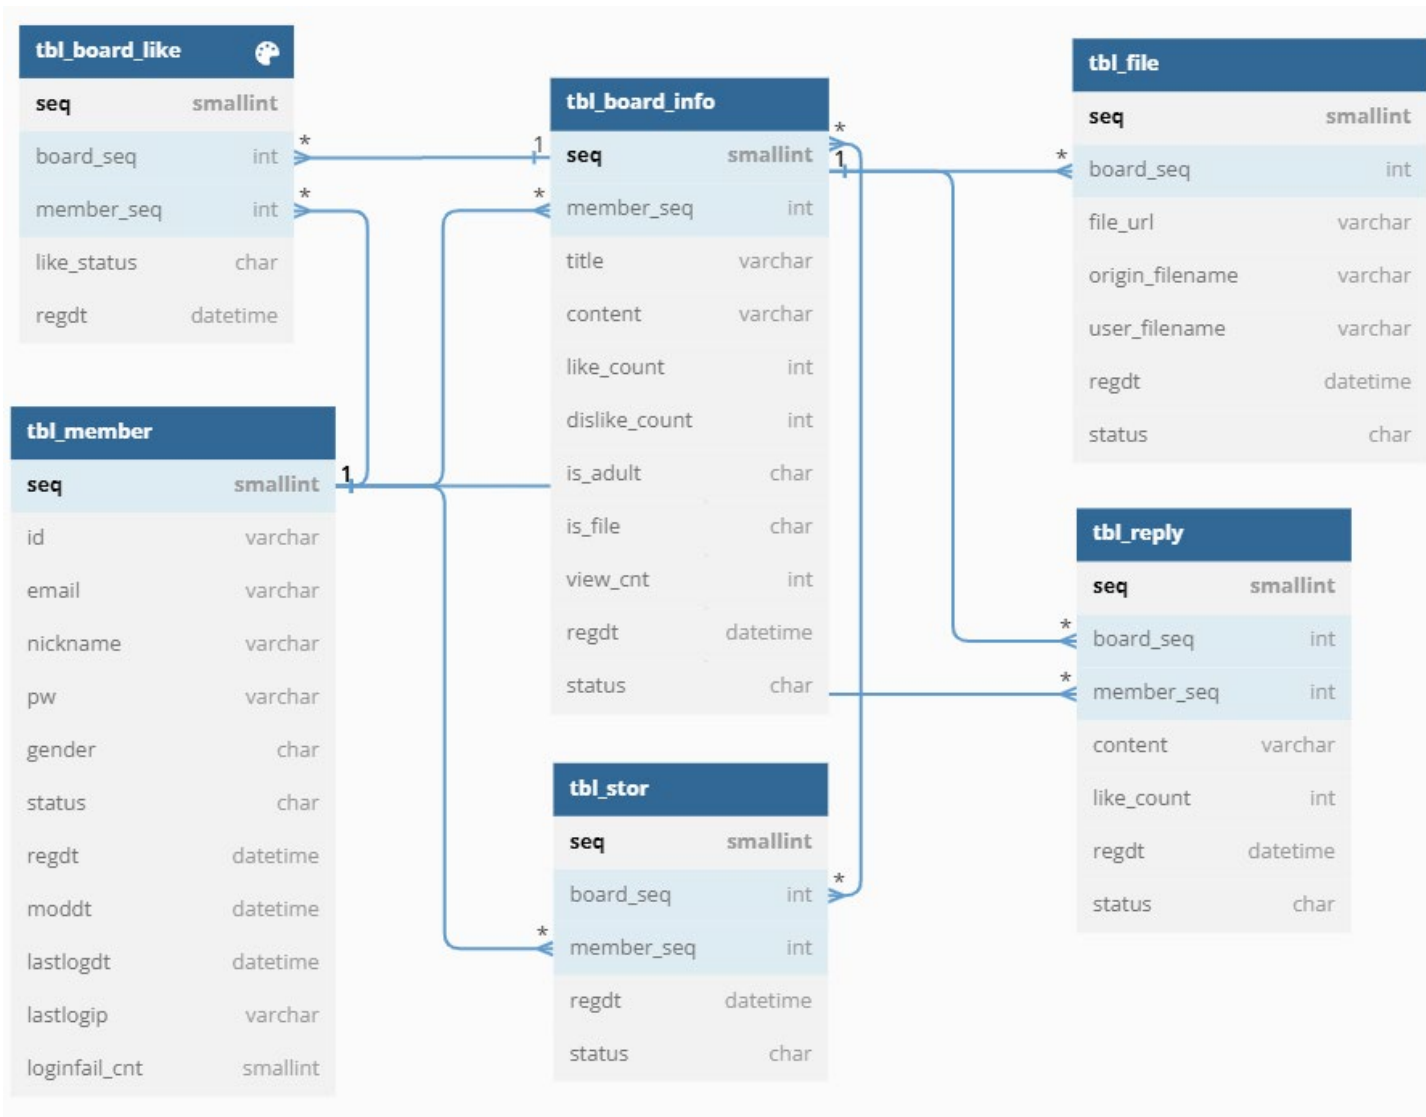 tbl_board_like
seq smallint
board_seq int
member_seq int
like_status char
regdt datetime
*
*
tbl_member
seq smallint
id varchar
email varchar
nickname varchar
pw varchar
gender char
status char
regdt datetime
moddt datetime
lastlogdt datetime
lastlogip varchar
loginfail_cnt smallint
1
tbl_board_info
seq smallint
member_seq int
title varchar
content varchar
like_count int
dislike_count int
is_adult char
is_file char
view_cnt int
regdt datetime
status char
1
*
*
1
tbl_stor
seq smallint
board_seq int
member_seq int
regdt datetime
status char
*
*
tbl_file
seq smallint
board_seq int
file_url varchar
origin_filename varchar
user_filename varchar
regdt datetime
status char
*
tbl_reply
seq smallint
board_seq int
member_seq int
content varchar
like_count int
regdt datetime
status char
*
*